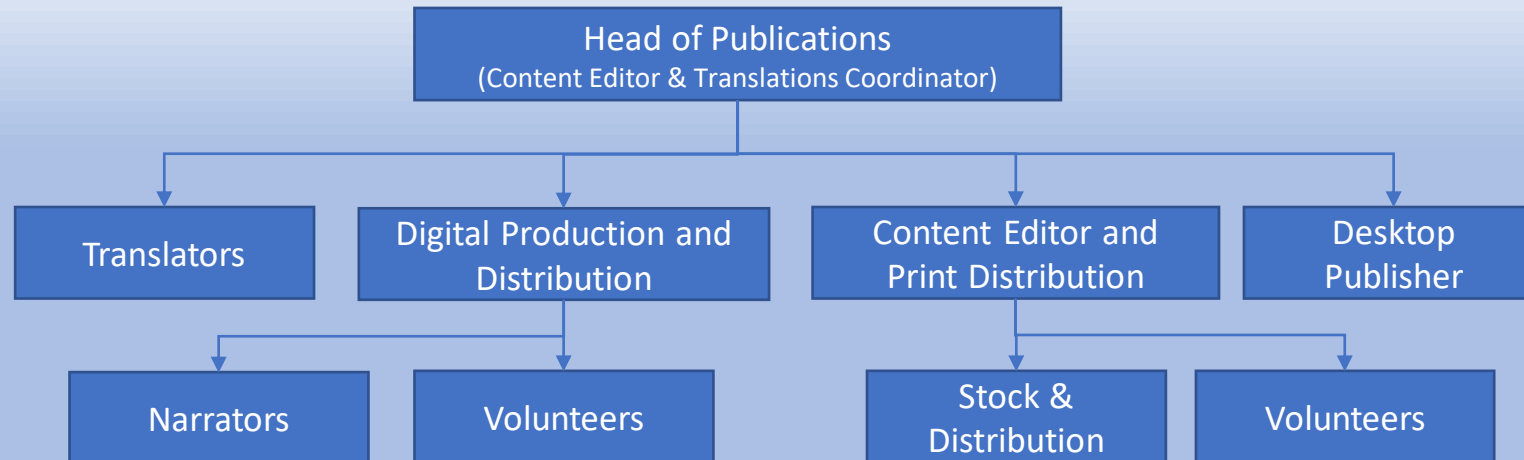 Head of Publications
(Content Editor & Translations Coordinator)
Translators
Digital Production and
Distribution
Content Editor and
Print Distribution
Desktop
Publisher
Narrators
Volunteers
Stock &
Distribution
Volunteers